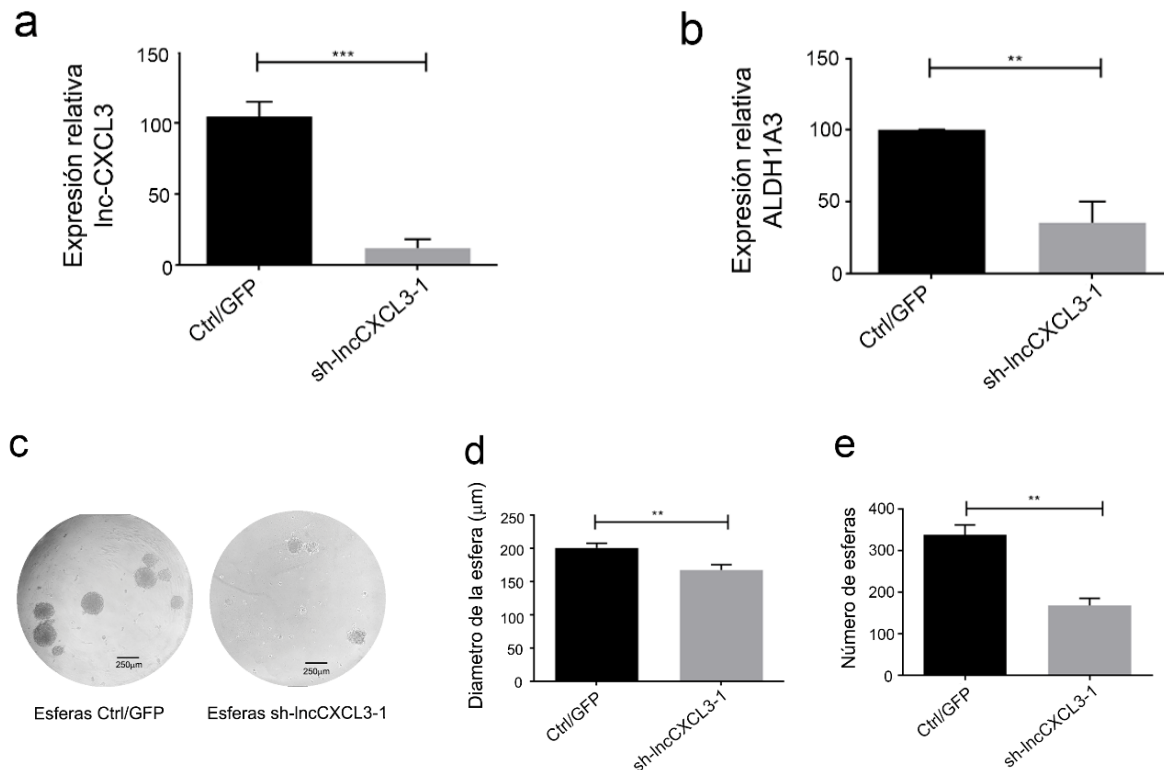 a
Expresión relativa
lnc-CXCL3
150
100
50
0
***
Ctrl/GFP
sh-lncCXCL3-1
b
Expresión relativa
ALDH1A3
150
100
50
0
**
Ctrl/GFP
sh-lncCXCL3-1
c
250μm
250μm
Esferas Ctrl/GFP
Esferas sh-lncCXCL3-1
d
Diametro de la esfera (μm)
250
200
150
100
50
0
**
Ctrl/GFP
sh-lncCXCL3-1
e
Número de esferas
400
300
200
100
0
**
Ctrl/GFP
sh-lncCXCL3-1